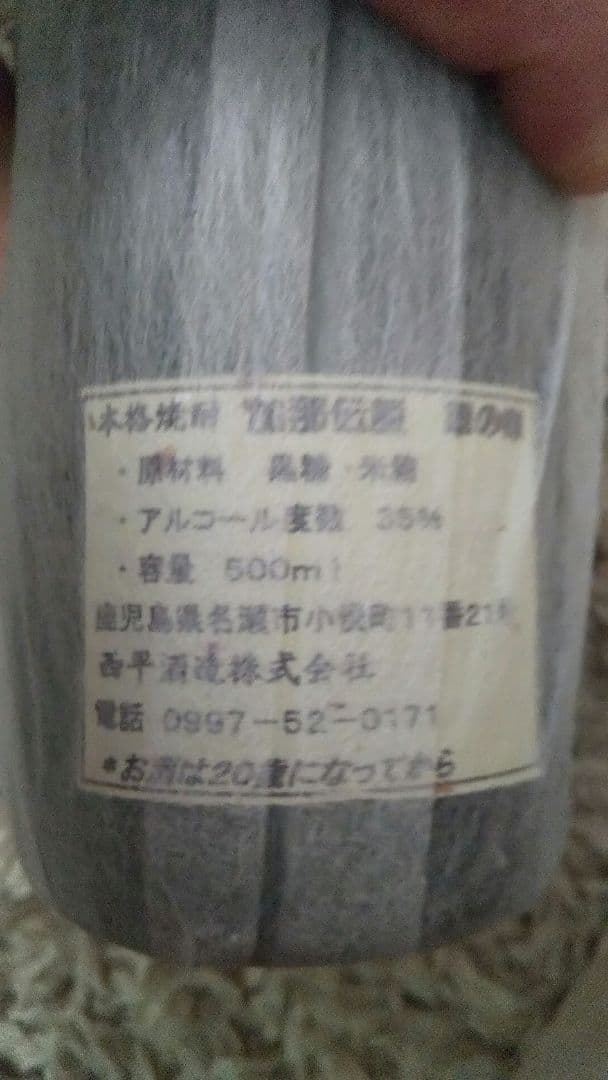 本格焼酎 加那伝説
・原材料 黒糖・米麹
・アルコール度数 35%
・容量 500ml
鹿児島県名瀬市小俣町11番21号
西平酒造株式会社
電話 0997-52-0171
*お酒は20歳になってから